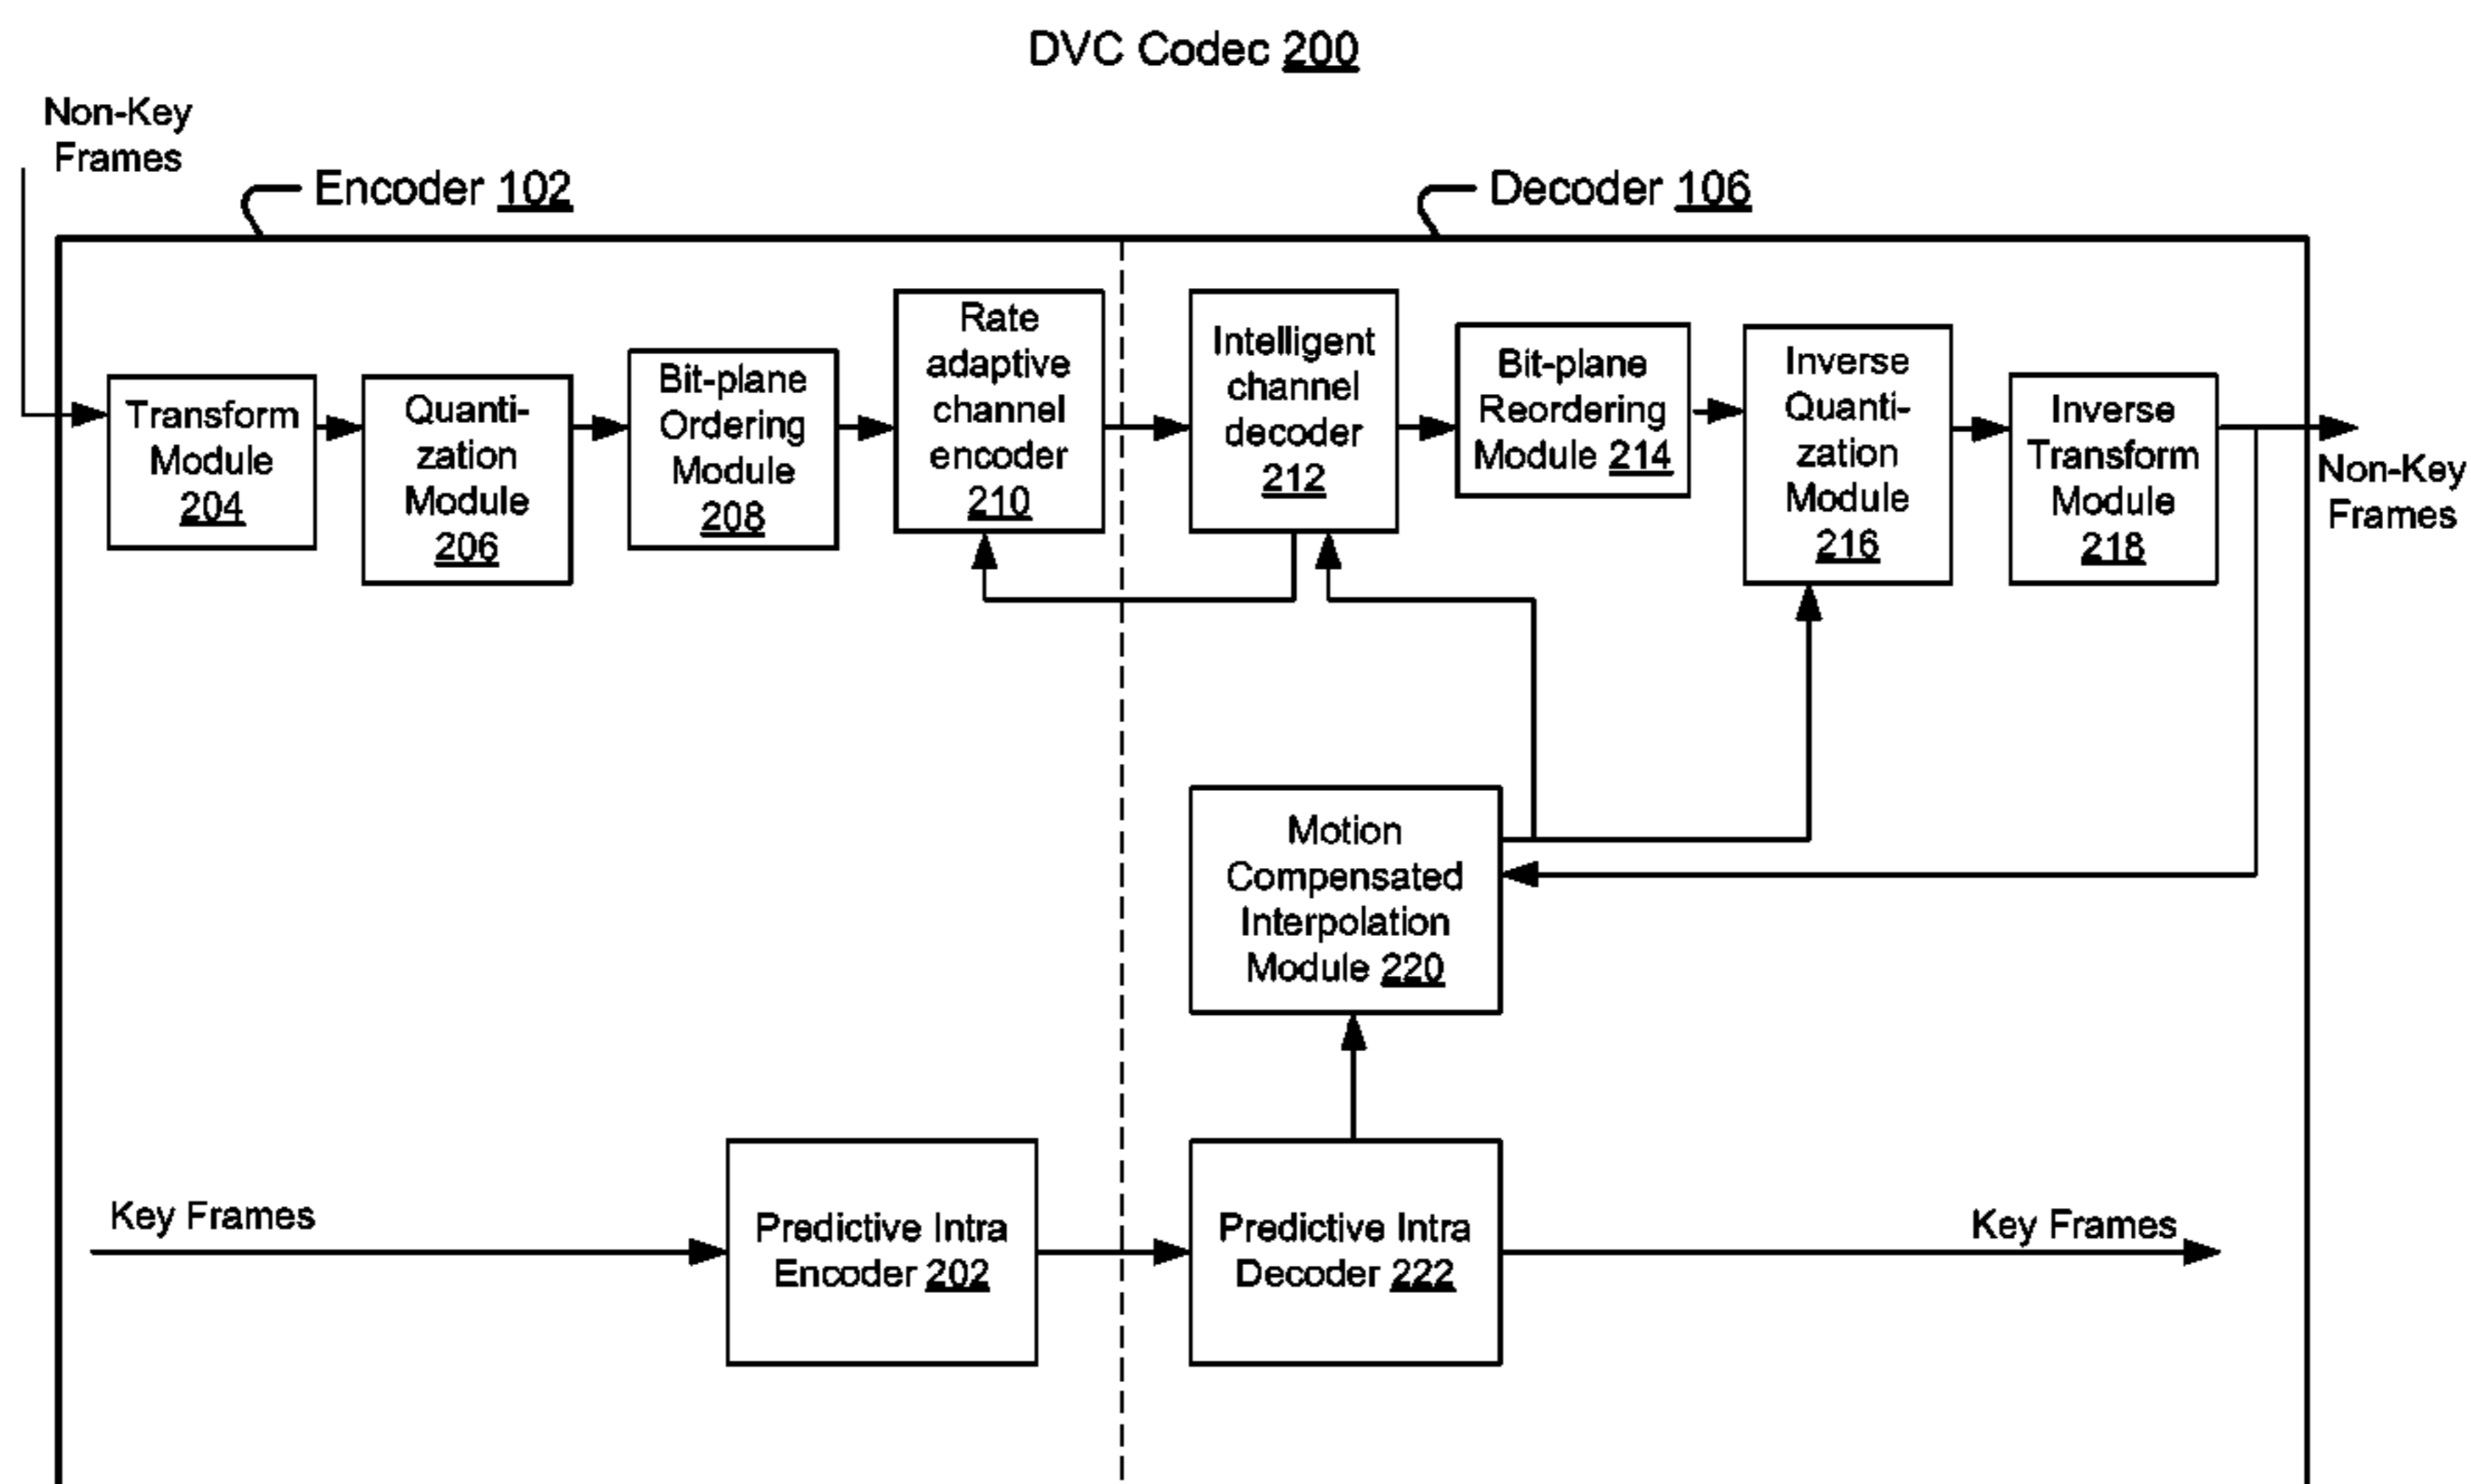 DVC Codec 200
Non-Key
Frames
Encoder 102
Decoder 106
Transform
Module
204
Quanti-
zation
Module
206
Bit-plane
Ordering
Module
208
Rate
adaptive
channel
encoder
210
Intelligent
channel
decoder
212
Bit-plane
Reordering
Module 214
Inverse
Quanti-
zation
Module
216
Inverse
Transform
Module
218
Non-Key
Frames
Motion
Compensated
Interpolation
Module 220
Key Frames
Predictive Intra
Encoder 202
Predictive Intra
Decoder 222
Key Frames